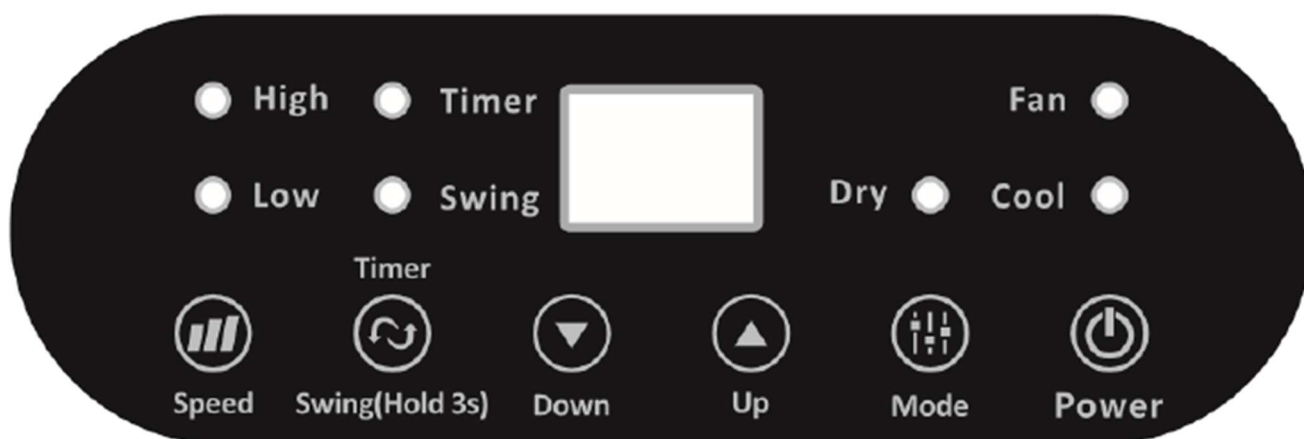 High Timer Fan
Low Swing Dry Cool
Timer
Speed Swing(Hold 3s) Down Up Mode Power